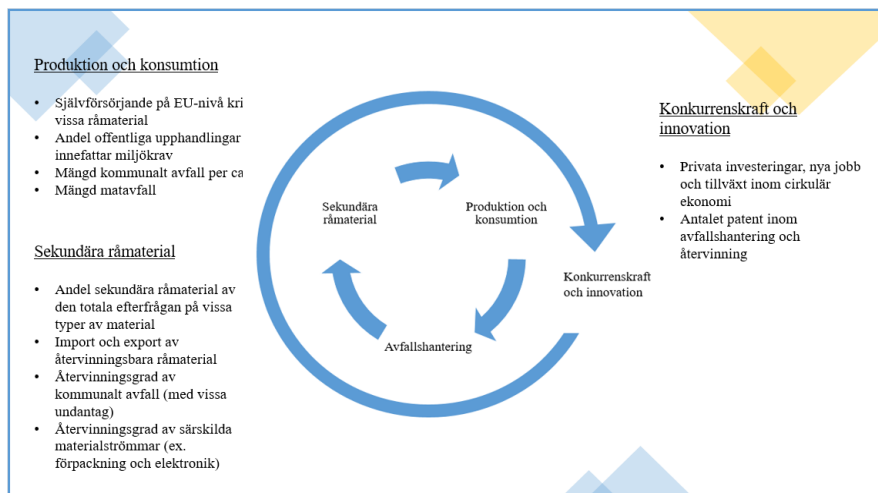 Produktion och konsumtion
• Självförsörjande på EU-nivå kri
vissa råmaterial
• Andel offentliga upphandlingar
innefattar miljökrav
• Mängd kommunalt avfall per ca
• Mängd matavfall
Sekundära råmaterial
• Andel sekundära råmaterial av
den totala efterfrågan på vissa
typer av material
• Import och export av
återvinningsbara råmaterial
• Återvinningsgrad av
kommunalt avfall (med vissa
undantag)
• Återvinningsgrad av särskilda
materialströmmar (ex.
förpackning och elektronik)
Sekundära
råmaterial
Produktion och
konsumtion
Avfallshantering
Konkurrenskraft
och innovation
Konkurrenskraft och
innovation
• Privata investeringar, nya jobb
och tillväxt inom cirkulär
ekonomi
• Antalet patent inom
avfallshantering och
återvinning